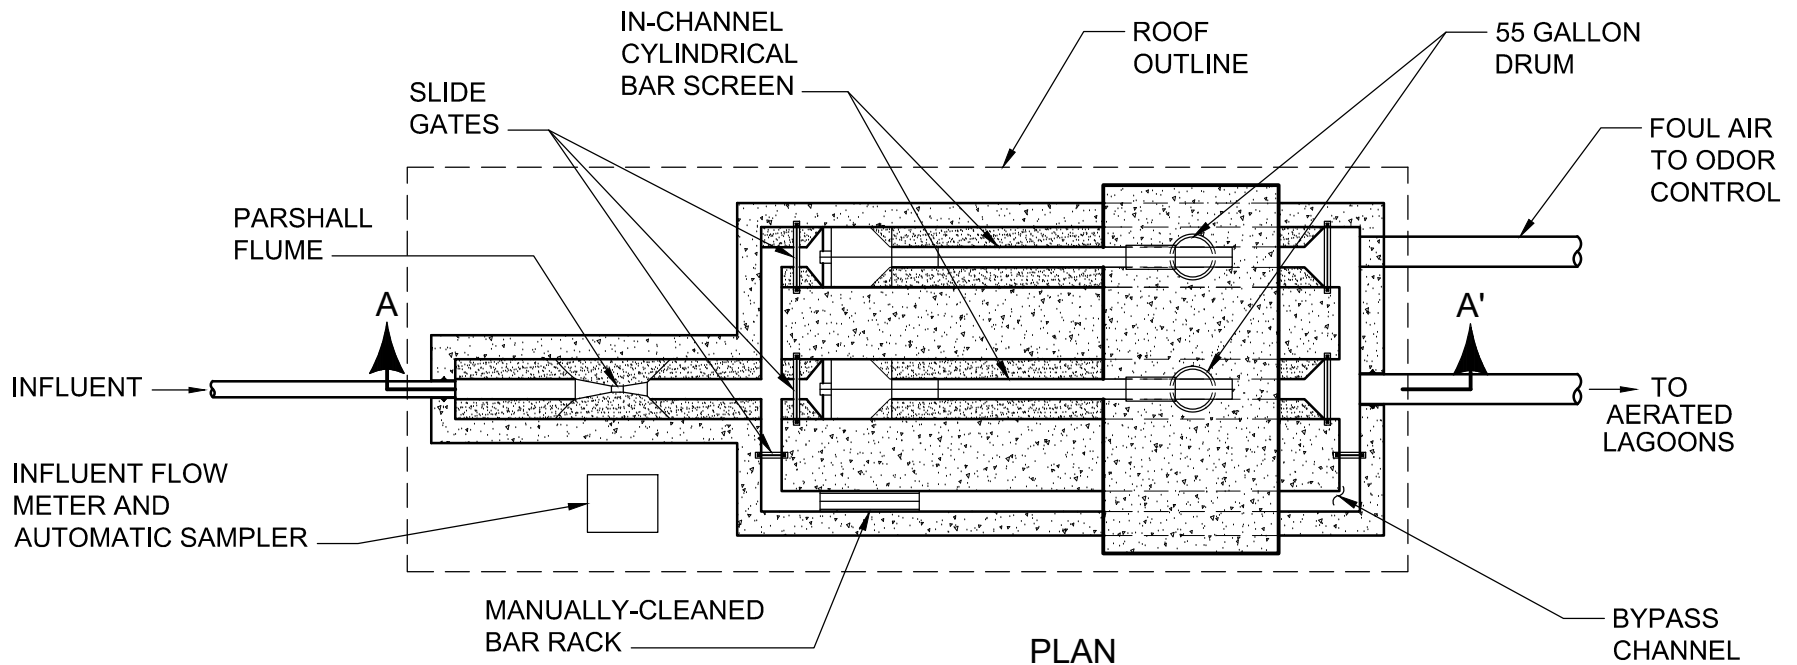 IN-CHANNEL
CYLINDRICAL
BAR SCREEN
ROOF
OUTLINE
55 GALLON
DRUM
SLIDE
GATES
FOUL AIR
TO ODOR
CONTROL
PARSHALL
FLUME
A
A'
INFLUENT
TO
AERATED
LAGOONS
INFLUENT FLOW
METER AND
AUTOMATIC SAMPLER
MANUALLY-CLEANED
BAR RACK
BYPASS
CHANNEL
PLAN